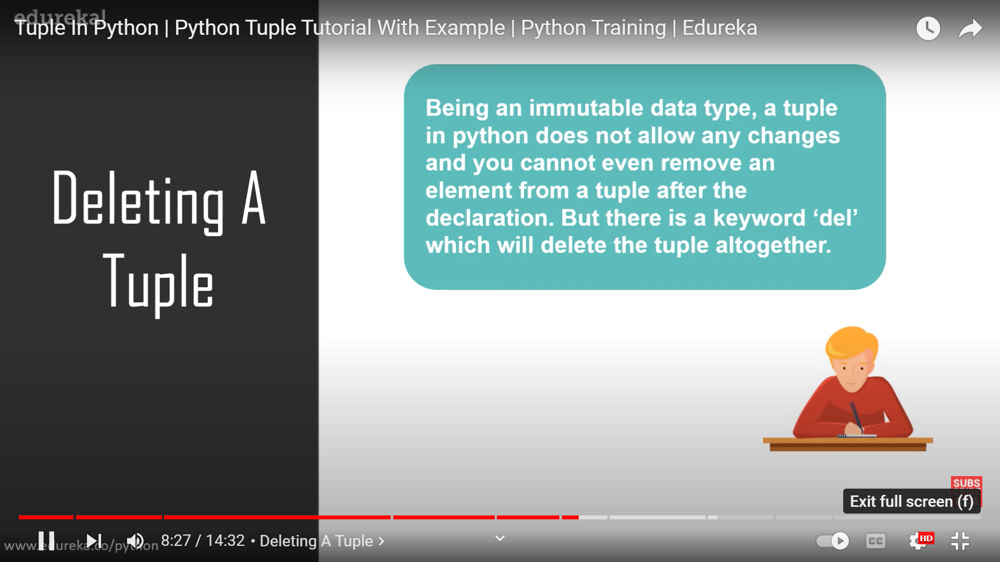 edureka!
Tuple In Python | Python Tuple Tutorial With Example | Python Training | Edureka
Deleting A
Tuple
Being an immutable data type, a tuple
in python does not allow any changes
and you cannot even remove an
element from a tuple after the
declaration. But there is a keyword ‘del’
which will delete the tuple altogether.
SUBS
Exit full screen (f)
8:27 / 14:32 • Deleting A Tuple
CC
HD
www.edureka.co/python